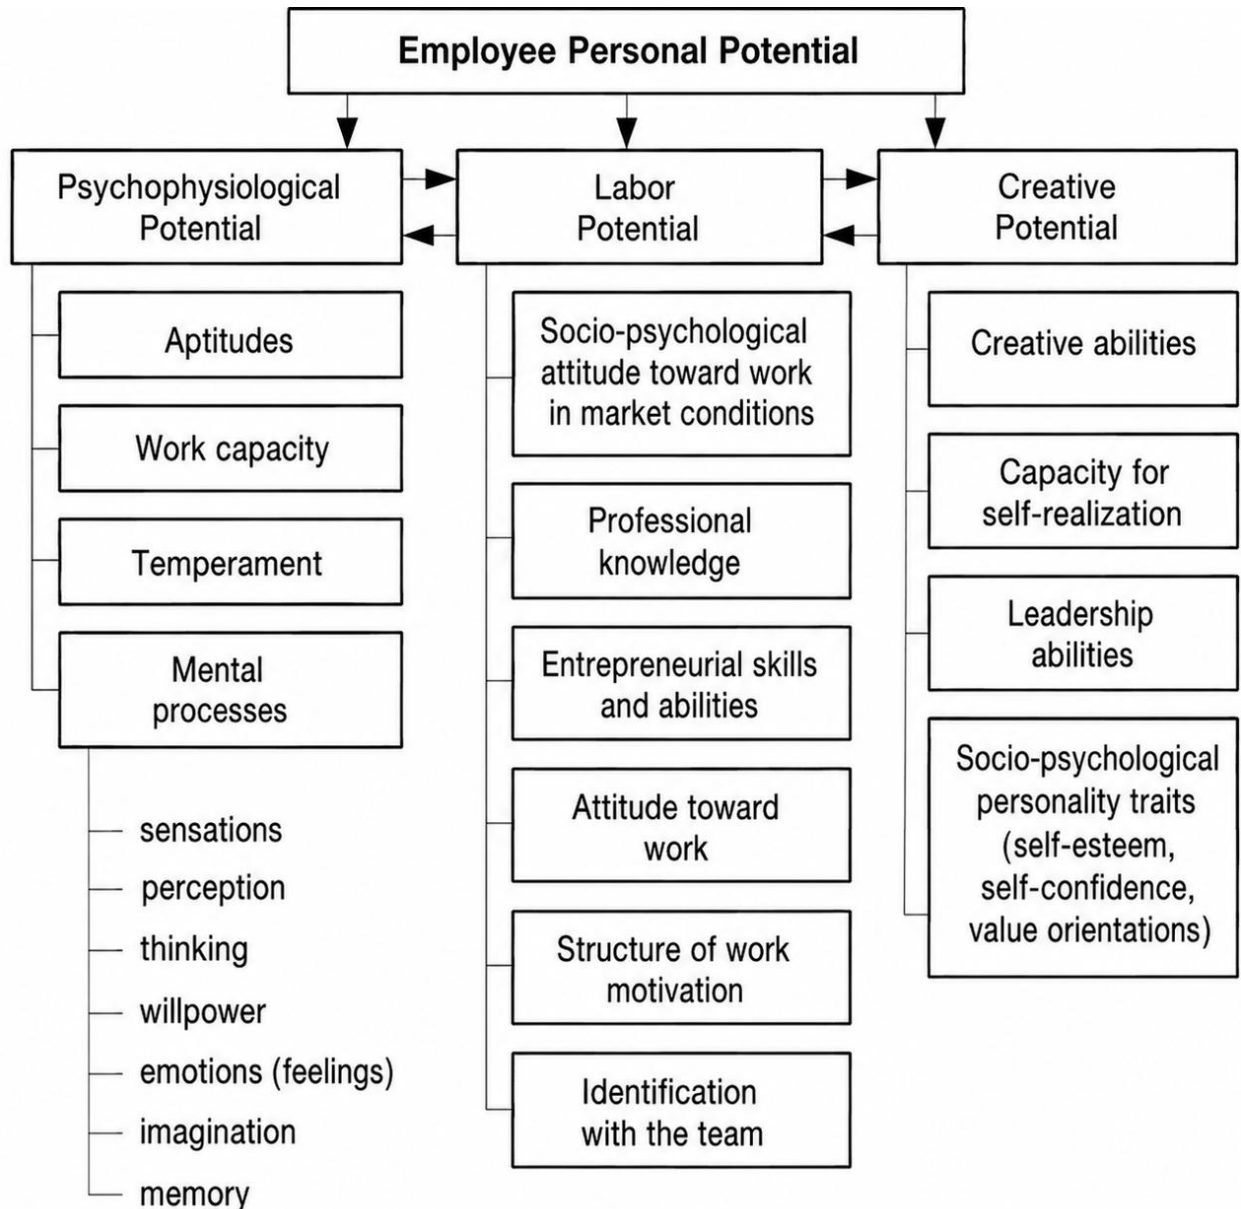 Employee Personal Potential
Psychophysiological
Potential
Aptitudes
Work capacity
Temperament
Mental
processes
sensations
perception
thinking
willpower
emotions (feelings)
imagination
memory
Labor
Potential
Socio-psychological
attitude toward work
in market conditions
Professional
knowledge
Entrepreneurial skills
and abilities
Attitude toward
work
Structure of work
motivation
Identification
with the team
Creative
Potential
Creative abilities
Capacity for
self-realization
Leadership
abilities
Socio-psychological
personality traits
(self-esteem,
self-confidence,
value orientations)